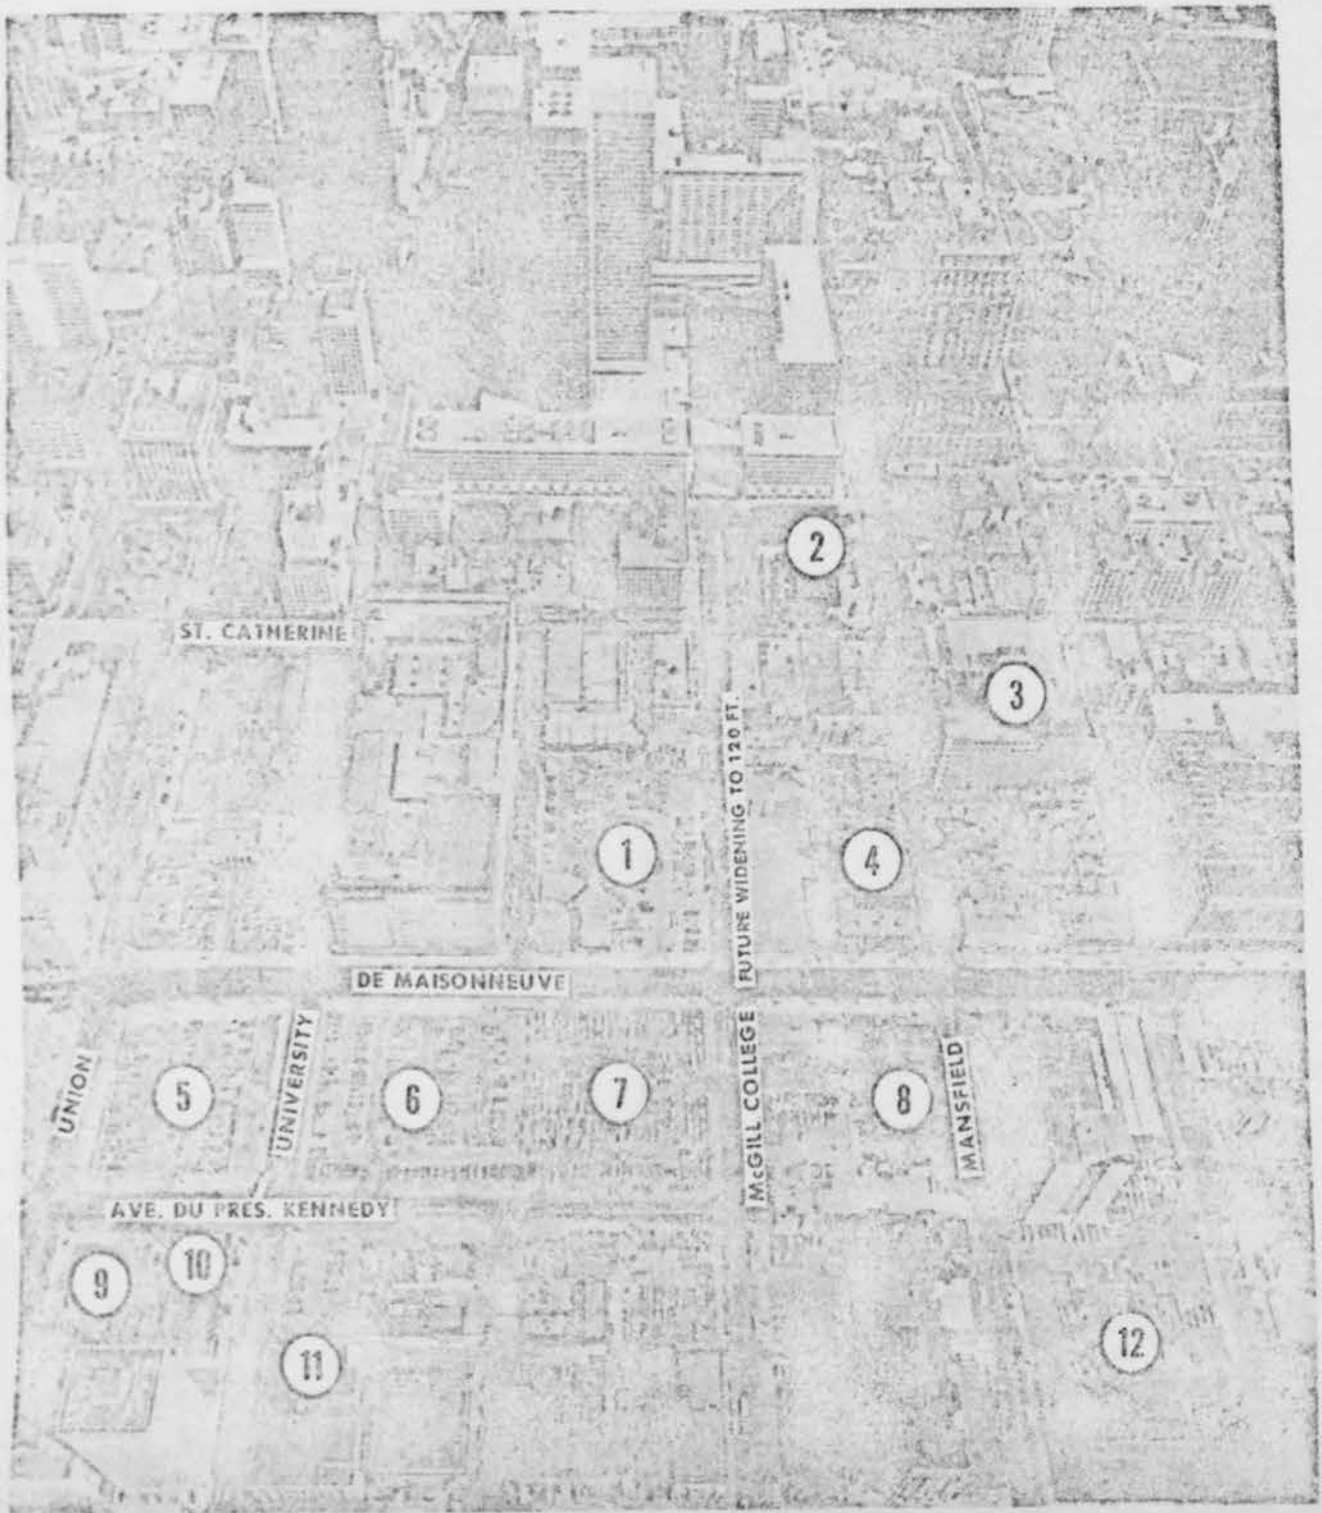 2
ST. CATHERINE
3
FUTURE WIDENING TO 120 FT.
1
4
DE MAISONNEUVE
UNION
5
UNIVERSITY
6
7
McGILL COLLEGE
8
MANSFIELD
AVE. DU PRES. KENNEDY
9
10
11
12